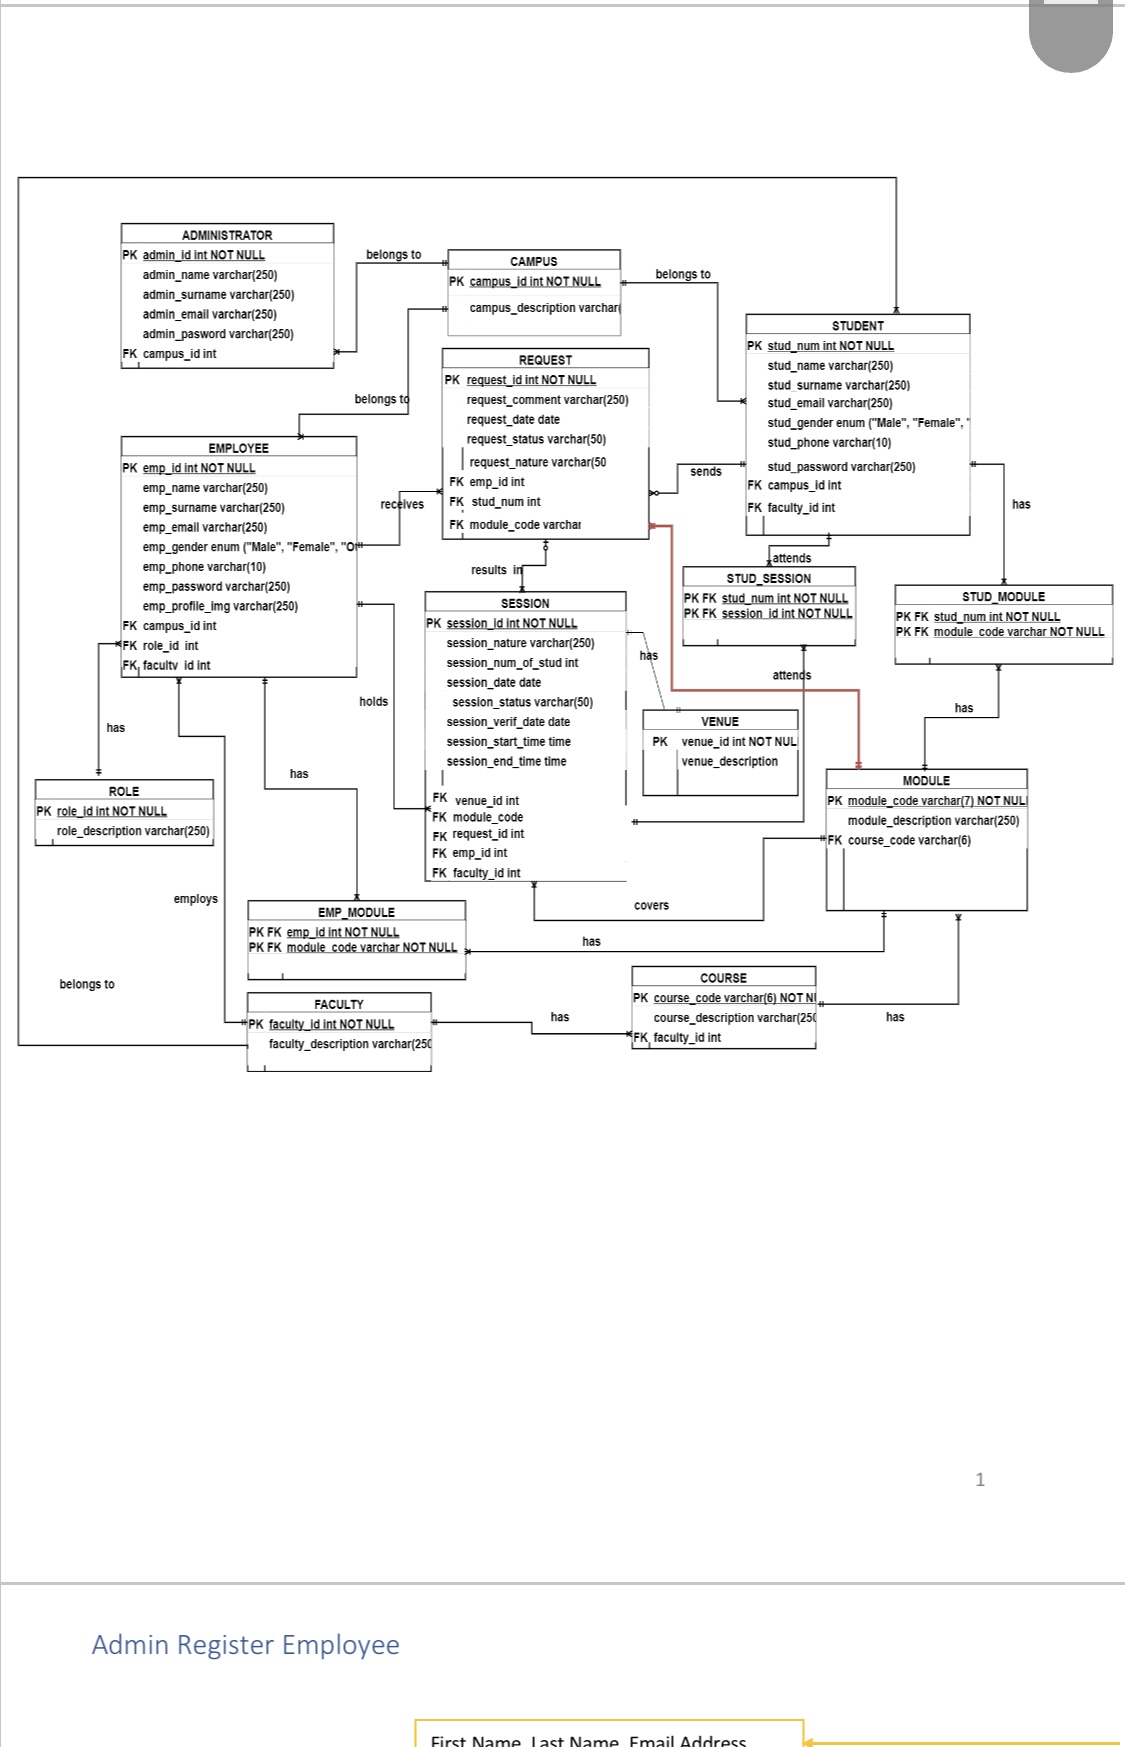 ADMINISTRATOR
PK admin_id int NOT NULL
admin_name varchar(250)
admin_surname varchar(250)
admin_email varchar(250)
admin_pasword varchar(250)
FK campus_id int
belongs to
CAMPUS
PK campus_id int NOT NULL
campus_description varchar(
belongs to
STUDENT
PK stud_num int NOT NULL
stud_name varchar(250)
stud_surname varchar(250)
stud_email varchar(250)
stud_gender enum ("Male", "Female", "
stud_phone varchar(10)
stud_password varchar(250)
FK campus_id int
FK faculty_id int
REQUEST
PK request_id int NOT NULL
request_comment varchar(250)
request_date date
request_status varchar(50)
request_nature varchar(50
FK emp_id int
FK stud_num int
FK module_code varchar
belongs to
EMPLOYEE
PK emp_id int NOT NULL
emp_name varchar(250)
emp_surname varchar(250)
emp_email varchar(250)
emp_gender enum ("Male", "Female", "O
emp_phone varchar(10)
emp_password varchar(250)
emp_profile_img varchar(250)
FK campus_id int
FK role_id int
FK faculty_id int
receives
sends
has
results in
attends
STUD_SESSION
PK FK stud_num int NOT NULL
PK FK session_id int NOT NULL
STUD_MODULE
PK FK stud_num int NOT NULL
PK FK module_code varchar NOT NULL
SESSION
PK session_id int NOT NULL
session_nature varchar(250)
session_num_of_stud int
session_date date
session_status varchar(50)
session_verif_date date
session_start_time time
session_end_time time
FK venue_id int
FK module_code
FK request_id int
FK emp_id int
FK faculty_id int
has
attends
holds
has
has
has
VENUE
PK venue_id int NOT NUL
venue_description
ROLE
PK role_id int NOT NULL
role_description varchar(250)
MODULE
PK module_code varchar(7) NOT NUL
module_description varchar(250)
FK course_code varchar(6)
employs
covers
EMP_MODULE
PK FK emp_id int NOT NULL
PK FK module_code varchar NOT NULL
has
belongs to
FACULTY
PK faculty_id int NOT NULL
faculty_description varchar(250
has
COURSE
PK course_code varchar(6) NOT N
course_description varchar(250
FK faculty_id int
has
1
Admin Register Employee
First Name, Last Name, Email Address